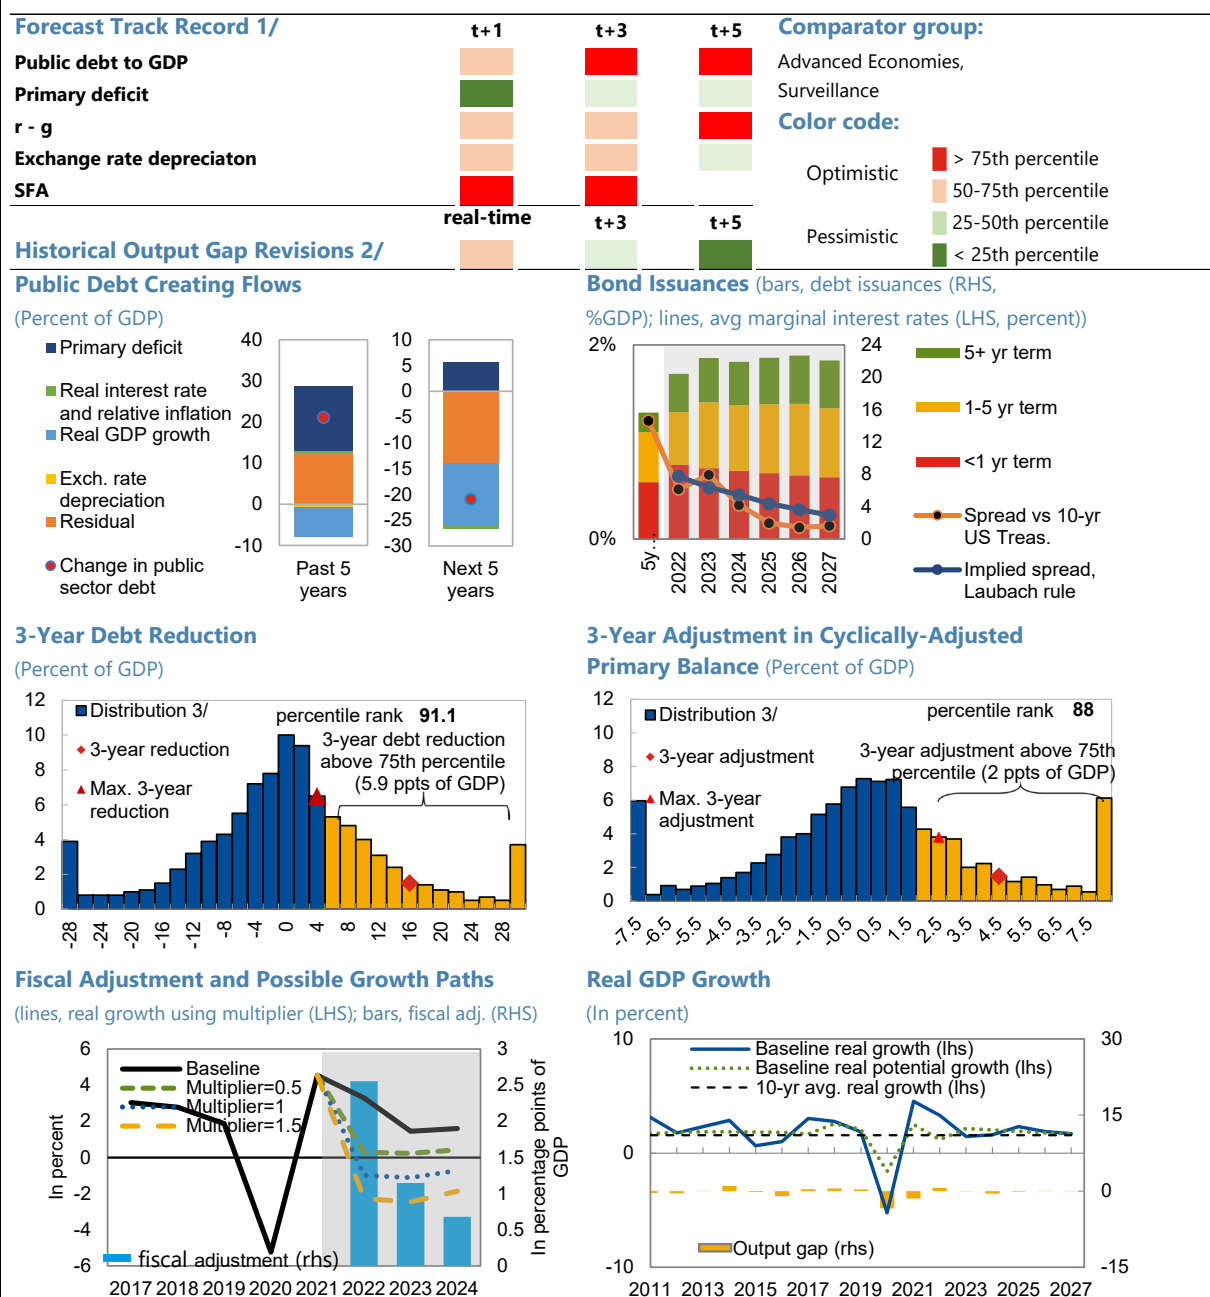 Forecast Track Record 1/ t+1 t+3 t+5 Comparator group:
Public debt to GDP Advanced Economies,
Primary deficit Surveillance
r - g Color code:
Exchange rate depreciaton Optimistic > 75th percentile
SFA 50-75th percentile
real-time t+3 t+5 25-50th percentile
Historical Output Gap Revisions 2/ Pessimistic < 25th percentile
Public Debt Creating Flows
(Percent of GDP)
Primary deficit
Real interest rate
and relative inflation
Real GDP growth
Exch. rate
depreciation
Residual
Change in public
sector debt
40
30
20
10
0
-10
Past 5
years
10
5
0
-5
-10
-15
-20
-25
-30
Next 5
years
Bond Issuances (bars, debt issuances (RHS,
%GDP); lines, avg marginal interest rates (LHS, percent))
2%
0%
24
20
16
12
8
4
0
5y... 2022 2023 2024 2025 2026 2027
5+ yr term
1-5 yr term
<1 yr term
Spread vs 10-yr
US Treas.
Implied spread,
Laubach rule
3-Year Debt Reduction
(Percent of GDP)
12
10
8
6
4
2
0
Distribution 3/
3-year reduction
Max. 3-year
reduction
percentile rank 91.1
3-year debt reduction
above 75th percentile
(5.9 ppts of GDP)
-28 -24 -20 -16 -12 -8 -4 0 4 8 12 16 20 24 28
3-Year Adjustment in Cyclically-Adjusted
Primary Balance (Percent of GDP)
12
10
8
6
4
2
0
Distribution 3/
3-year adjustment
Max. 3-year
adjustment
percentile rank 88
3-year adjustment above 75th
percentile (2 ppts of GDP)
-7.5 -6.5 -5.5 -4.5 -3.5 -2.5 -1.5 -0.5 0.5 1.5 2.5 3.5 4.5 5.5 6.5 7.5
Fiscal Adjustment and Possible Growth Paths
(lines, real growth using multiplier (LHS); bars, fiscal adj. (RHS)
In percent
6
4
2
0
-2
-4
-6
Baseline
Multiplier=0.5
Multiplier=1
Multiplier=1.5
fiscal adjustment (rhs)
3
2.5
2
1.5
1
0.5
0
In percentage points of
GDP
2017 2018 2019 2020 2021 2022 2023 2024
Real GDP Growth
(In percent)
10
0
-10
Baseline real growth (lhs)
Baseline real potential growth (lhs)
10-yr avg. real growth (lhs)
Output gap (rhs)
30
15
0
-15
2011 2013 2015 2017 2019 2021 2023 2025 2027